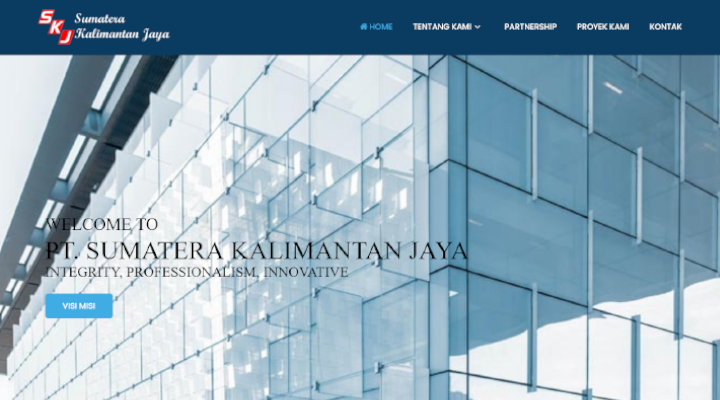 SKJ
Sumatera
Kalimantan Jaya
HOME
TENTANG KAMI
PARTNERSHIP
PROYEK KAMI
KONTAK
WELCOME TO
PT. SUMATERA KALIMANTAN JAYA
INTEGRITY, PROFESSIONALISM, INNOVATIVE
VISI MISI